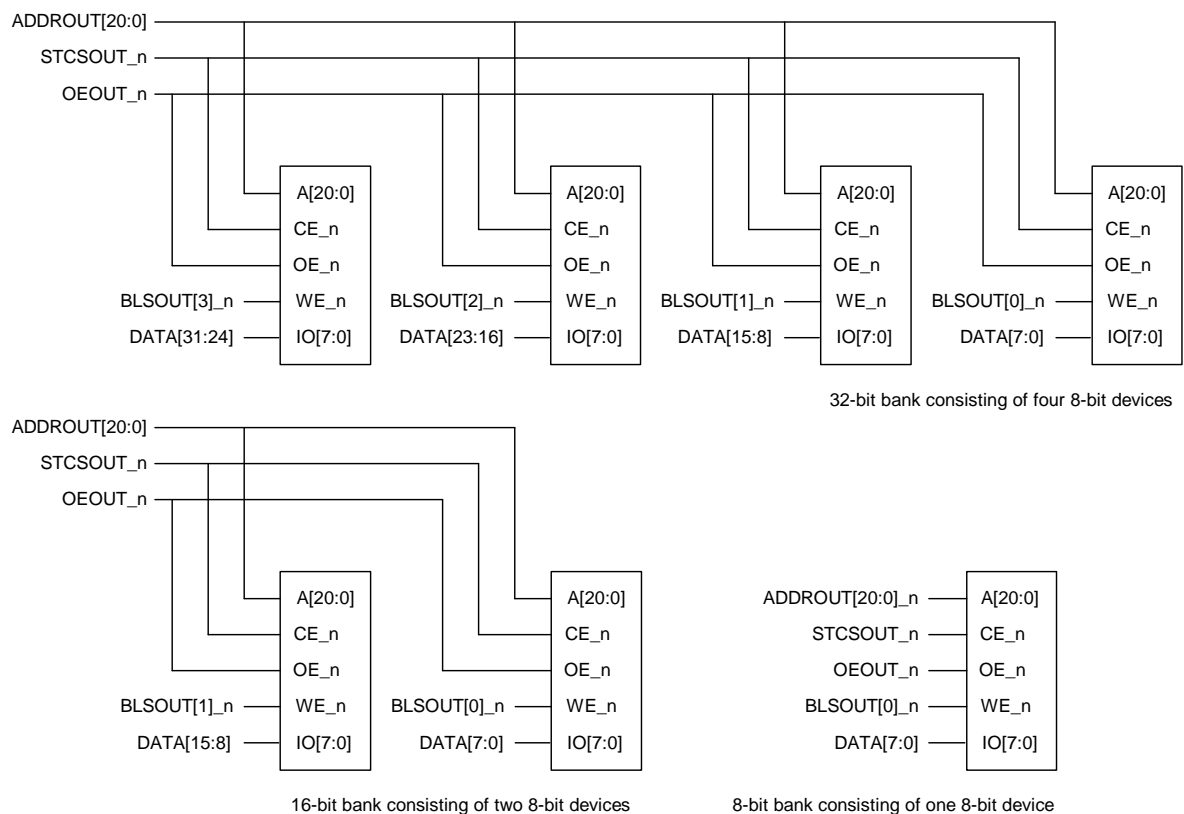 ADDROUT[20:0]
STCSOUT_n
OEOUT_n
A[20:0] A[20:0] A[20:0] A[20:0]
CE_n CE_n CE_n CE_n
OE_n OE_n OE_n OE_n
BLSOUT[3]_n WE_n BLSOUT[2]_n WE_n BLSOUT[1]_n WE_n BLSOUT[0]_n WE_n
DATA[31:24] IO[7:0] DATA[23:16] IO[7:0] DATA[15:8] IO[7:0] DATA[7:0] IO[7:0]
32-bit bank consisting of four 8-bit devices
ADDROUT[20:0]
STCSOUT_n
OEOUT_n
A[20:0] A[20:0] ADDROUT[20:0]_n A[20:0]
CE_n CE_n STCSOUT_n CE_n
OE_n OE_n OEOUT_n OE_n
BLSOUT[1]_n WE_n BLSOUT[0]_n WE_n BLSOUT[0]_n WE_n
DATA[15:8] IO[7:0] DATA[7:0] IO[7:0] DATA[7:0] IO[7:0]
16-bit bank consisting of two 8-bit devices 8-bit bank consisting of one 8-bit device